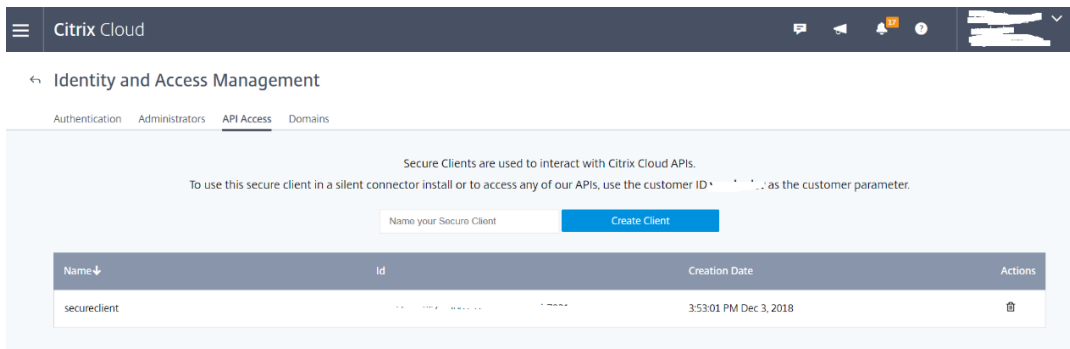 Citrix Cloud
17
?
Identity and Access Management
Authentication Administrators API Access Domains
Secure Clients are used to interact with Citrix Cloud APIs.
To use this secure client in a silent connector install or to access any of our APIs, use the customer ID as the customer parameter.
Name your Secure Client Create Client
Name Id Creation Date Actions
secureclient 3:53:01 PM Dec 3, 2018